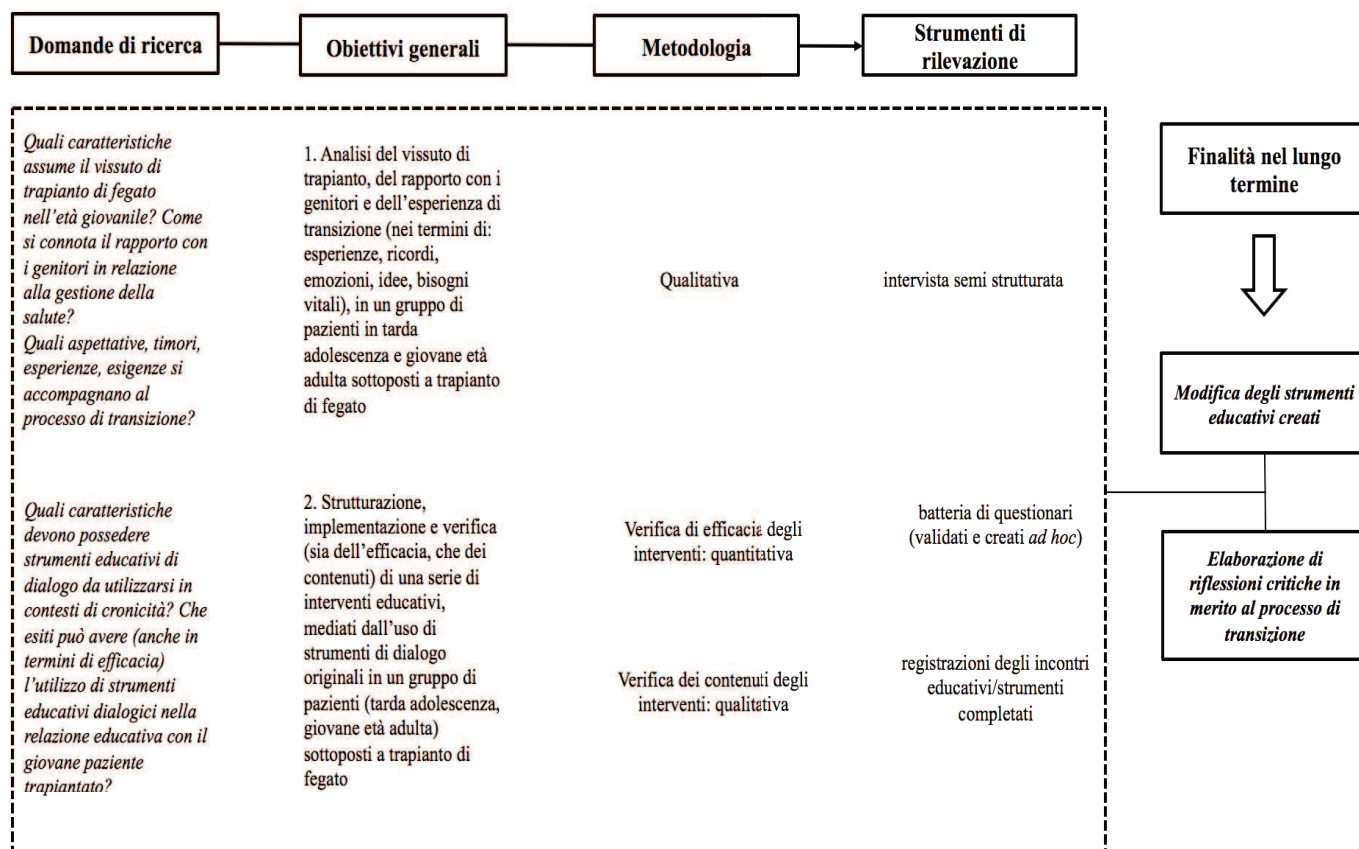 Domande di ricerca
Obiettivi generali
Metodologia
Strumenti di
rilevazione
Quali caratteristiche
assume il vissuto di
trapianto di fegato
nell'età giovanile? Come
si connota il rapporto con
i genitori in relazione
alla gestione della
salute?
Quali aspettative, timori,
esperienze, esigenze si
accompagnano al
processo di transizione?
1. Analisi del vissuto di
trapianto, del rapporto con i
genitori e dell'esperienza di
transizione (nei termini di:
esperienze, ricordi,
emozioni, idee, bisogni
vitali), in un gruppo di
pazienti in tarda
adolescenza e giovane età
adulta sottoposti a trapianto
di fegato
Qualitativa
intervista semi strutturata
Quali caratteristiche
devono possedere
strumenti educativi di
dialogo da utilizzarsi in
contesti di cronicità? Che
esiti può avere (anche in
termini di efficacia)
l'utilizzo di strumenti
educativi dialogici nella
relazione educativa con il
giovane paziente
trapiantato?
2. Strutturazione,
implementazione e verifica
(sia dell'efficacia, che dei
contenuti) di una serie di
interventi educativi,
mediati dall'uso di
strumenti di dialogo
originali in un gruppo di
pazienti (tarda adolescenza,
giovane età adulta)
sottoposti a trapianto di
fegato
Verifica di efficacia degli
interventi: quantitativa
batteria di questionari
(validati e creati ad hoc)
Verifica dei contenuti degli
interventi: qualitativa
registrazioni degli incontri
educativi/strumenti
completati
Finalità nel lungo
termine
Modifica degli strumenti
educativi creati
Elaborazione di
riflessioni critiche in
merito al processo di
transizione